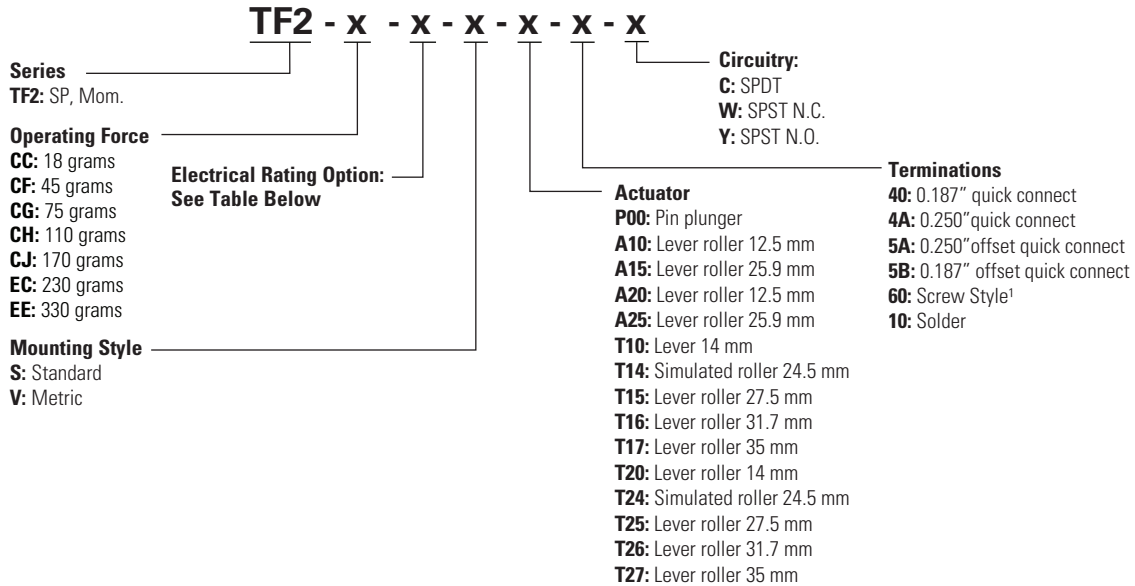 TF2 - x - x - x - x - x - x
Series
TF2: SP, Mom.
Operating Force
CC: 18 grams
CF: 45 grams
CG: 75 grams
CH: 110 grams
CJ: 170 grams
EC: 230 grams
EE: 330 grams
Electrical Rating Option:
See Table Below
Mounting Style
S: Standard
V: Metric
Actuator
P00: Pin plunger
A10: Lever roller 12.5 mm
A15: Lever roller 25.9 mm
A20: Lever roller 12.5 mm
A25: Lever roller 25.9 mm
T10: Lever 14 mm
T14: Simulated roller 24.5 mm
T15: Lever roller 27.5 mm
T16: Lever roller 31.7 mm
T17: Lever roller 35 mm
T20: Lever roller 14 mm
T24: Simulated roller 24.5 mm
T25: Lever roller 27.5 mm
T26: Lever roller 31.7 mm
T27: Lever roller 35 mm
Terminations
40: 0.187” quick connect
4A: 0.250”quick connect
5A: 0.250”offset quick connect
5B: 0.187” offset quick connect
60: Screw Style¹
10: Solder
Circuitry:
C: SPDT
W: SPST N.C.
Y: SPST N.O.